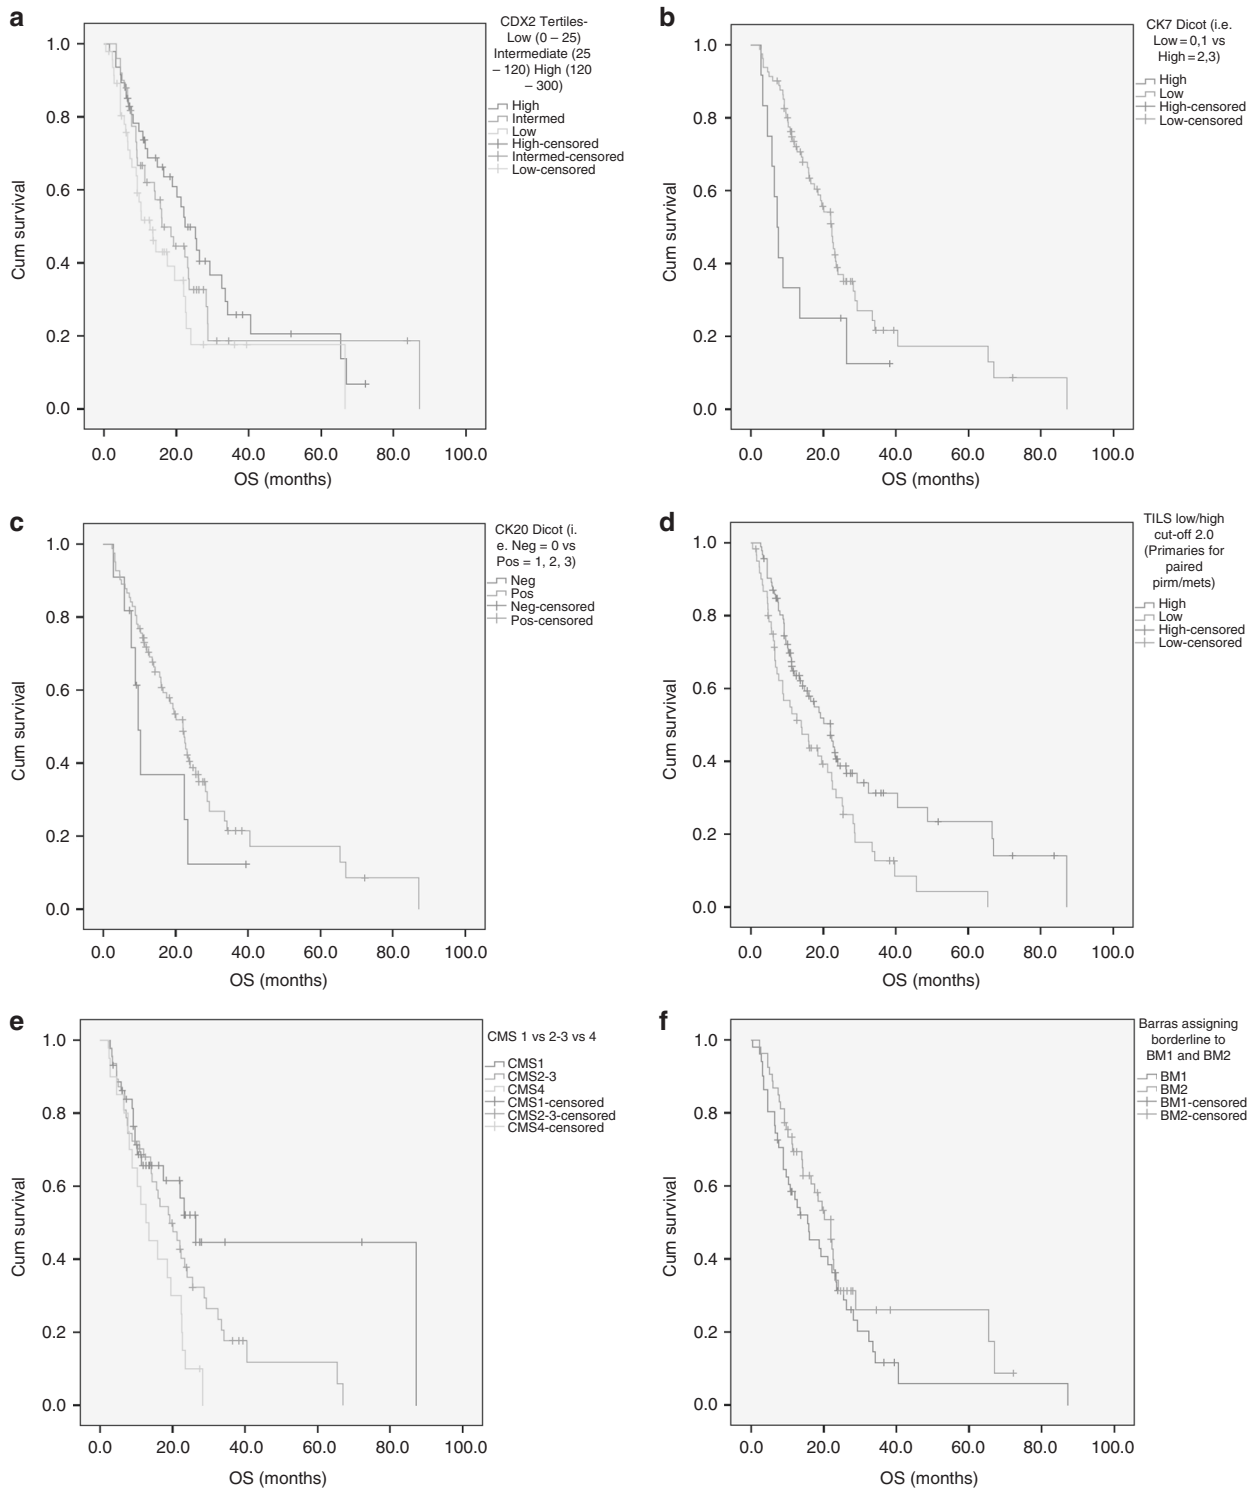 a
CDX2 Tertiles-
Low (0 – 25)
Intermediate (25
– 120) High (120
– 300)
High
Intermed
Low
High-censored
Intermed-censored
Low-censored
1.0
0.8
0.6
0.4
0.2
0.0
Cum survival
0.0 20.0 40.0 60.0 80.0 100.0
OS (months)
b
CK7 Dicot (i.e.
Low = 0,1 vs
High = 2,3)
High
Low
High-censored
Low-censored
1.0
0.8
0.6
0.4
0.2
0.0
Cum survival
0.0 20.0 40.0 60.0 80.0 100.0
OS (months)
c
CK20 Dicot (i.
e. Neg = 0 vs
Pos = 1, 2, 3)
Neg
Pos
Neg-censored
Pos-censored
1.0
0.8
0.6
0.4
0.2
0.0
Cum survival
0.0 20.0 40.0 60.0 80.0 100.0
OS (months)
d
TILS low/high
cut-off 2.0
(Primaries for
paired
pirm/mets)
High
Low
High-censored
Low-censored
1.0
0.8
0.6
0.4
0.2
0.0
Cum survival
0.0 20.0 40.0 60.0 80.0 100.0
OS (months)
e
CMS 1 vs 2-3 vs 4
CMS1
CMS2-3
CMS4
CMS1-censored
CMS2-3-censored
CMS4-censored
1.0
0.8
0.6
0.4
0.2
0.0
Cum survival
0.0 20.0 40.0 60.0 80.0 100.0
OS (months)
f
Barras assigning
borderline to
BM1 and BM2
BM1
BM2
BM1-censored
BM2-censored
1.0
0.8
0.6
0.4
0.2
0.0
Cum survival
0.0 20.0 40.0 60.0 80.0 100.0
OS (months)